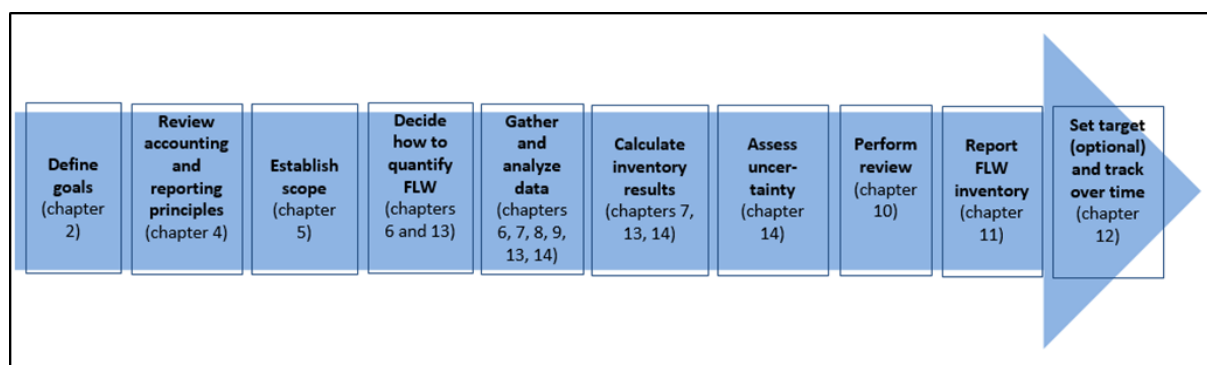 Define
goals
(chapter
2)
Review
accounting
and
reporting
principles
(chapter 4)
Establish
scope
(chapter
5)
Decide
how to
quantify
FLW
(chapters
6 and 13)
Gather
and
analyze
data
(chapters
6, 7, 8, 9,
13, 14)
Calculate
inventory
results
(chapters 7,
13, 14)
Assess
uncer-
tainty
(chapter
14)
Perform
review
(chapter
10)
Report
FLW
inventory
(chapter
11)
Set target
(optional)
and track
over time
(chapter
12)